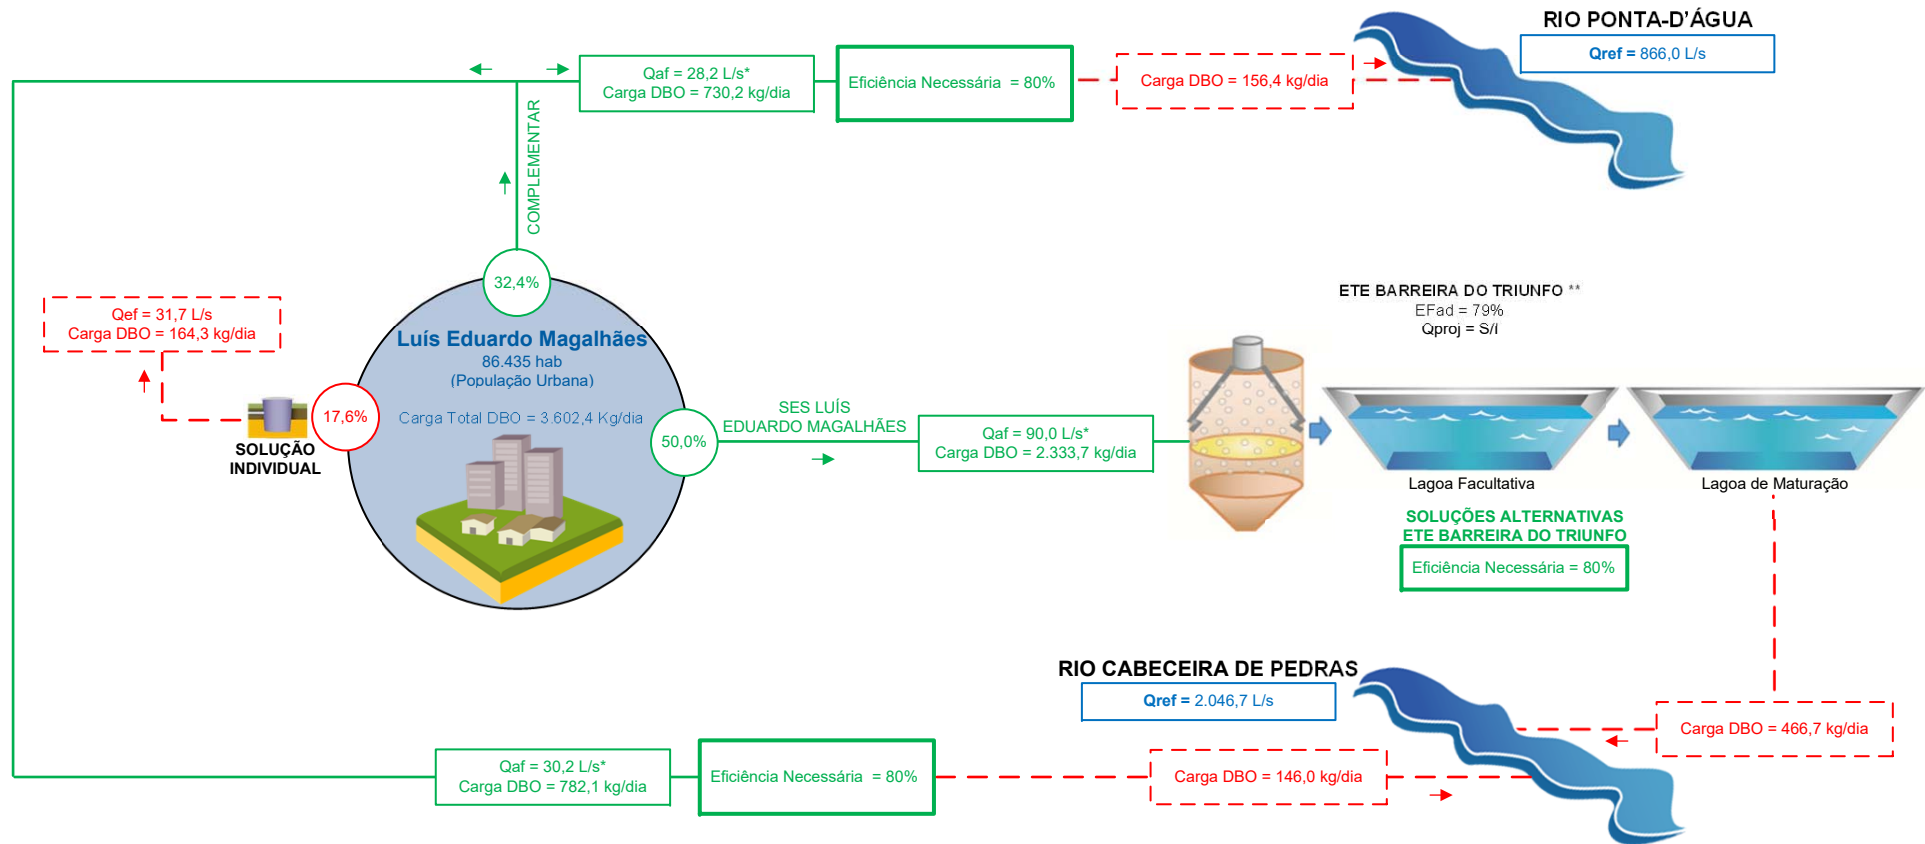 RIO PONTA-D'ÁGUA
Qref = 866,0 L/s
Qaf = 28,2 L/s*
Carga DBO = 730,2 kg/dia
Eficiência Necessária = 80%
Carga DBO = 156,4 kg/dia
COMPLEMENTAR
32,4%
Qef = 31,7 L/s
Carga DBO = 164,3 kg/dia
Luís Eduardo Magalhães
86.435 hab
(População Urbana)
Carga Total DBO = 3.602,4 Kg/dia
17,6%
SOLUÇÃO
INDIVIDUAL
50,0%
SES LUÍS
EDUARDO MAGALHÃES
Qaf = 90,0 L/s*
Carga DBO = 2.333,7 kg/dia
ETE BARREIRA DO TRIUNFO **
EFad = 79%
Qproj = S/I
Lagoa Facultativa
Lagoa de Maturação
SOLUÇÕES ALTERNATIVAS
ETE BARREIRA DO TRIUNFO
Eficiência Necessária = 80%
RIO CABECEIRA DE PEDRAS
Qref = 2.046,7 L/s
Carga DBO = 466,7 kg/dia
Qaf = 30,2 L/s*
Carga DBO = 782,1 kg/dia
Eficiência Necessária = 80%
Carga DBO = 146,0 kg/dia